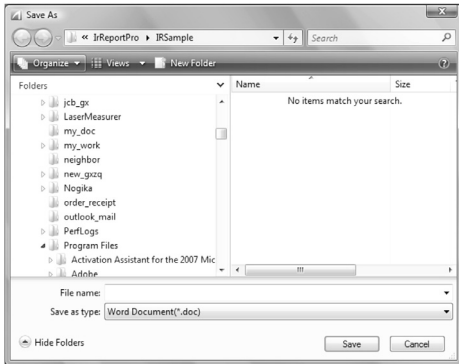 Save As
« IrReportPro ▸ IRSample
Search
Organize
Views
New Folder
Folders
Name
Size
No items match your search.
jcb_gx
LaserMeasurer
my_doc
my_work
neighbor
new_gxzq
Nogika
order_receipt
outlook_mail
PerfLogs
Program Files
Activation Assistant for the 2007 Mic
Adobe
File name:
Save as type: Word Document(*.doc)
Hide Folders
Save
Cancel